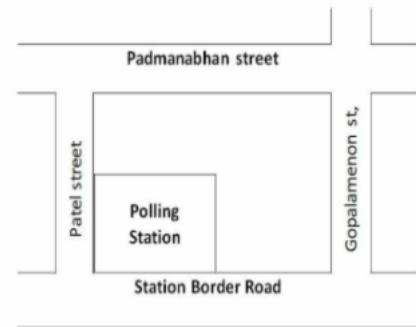 Padmanabhan street
Patel street
Gopalamenon st,
Polling
Station
Station Border Road